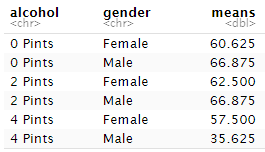 alcohol gender means
<chr> <chr> <dbl>
0 Pints Female 60.625
0 Pints Male 66.875
2 Pints Female 62.500
2 Pints Male 66.875
4 Pints Female 57.500
4 Pints Male 35.625